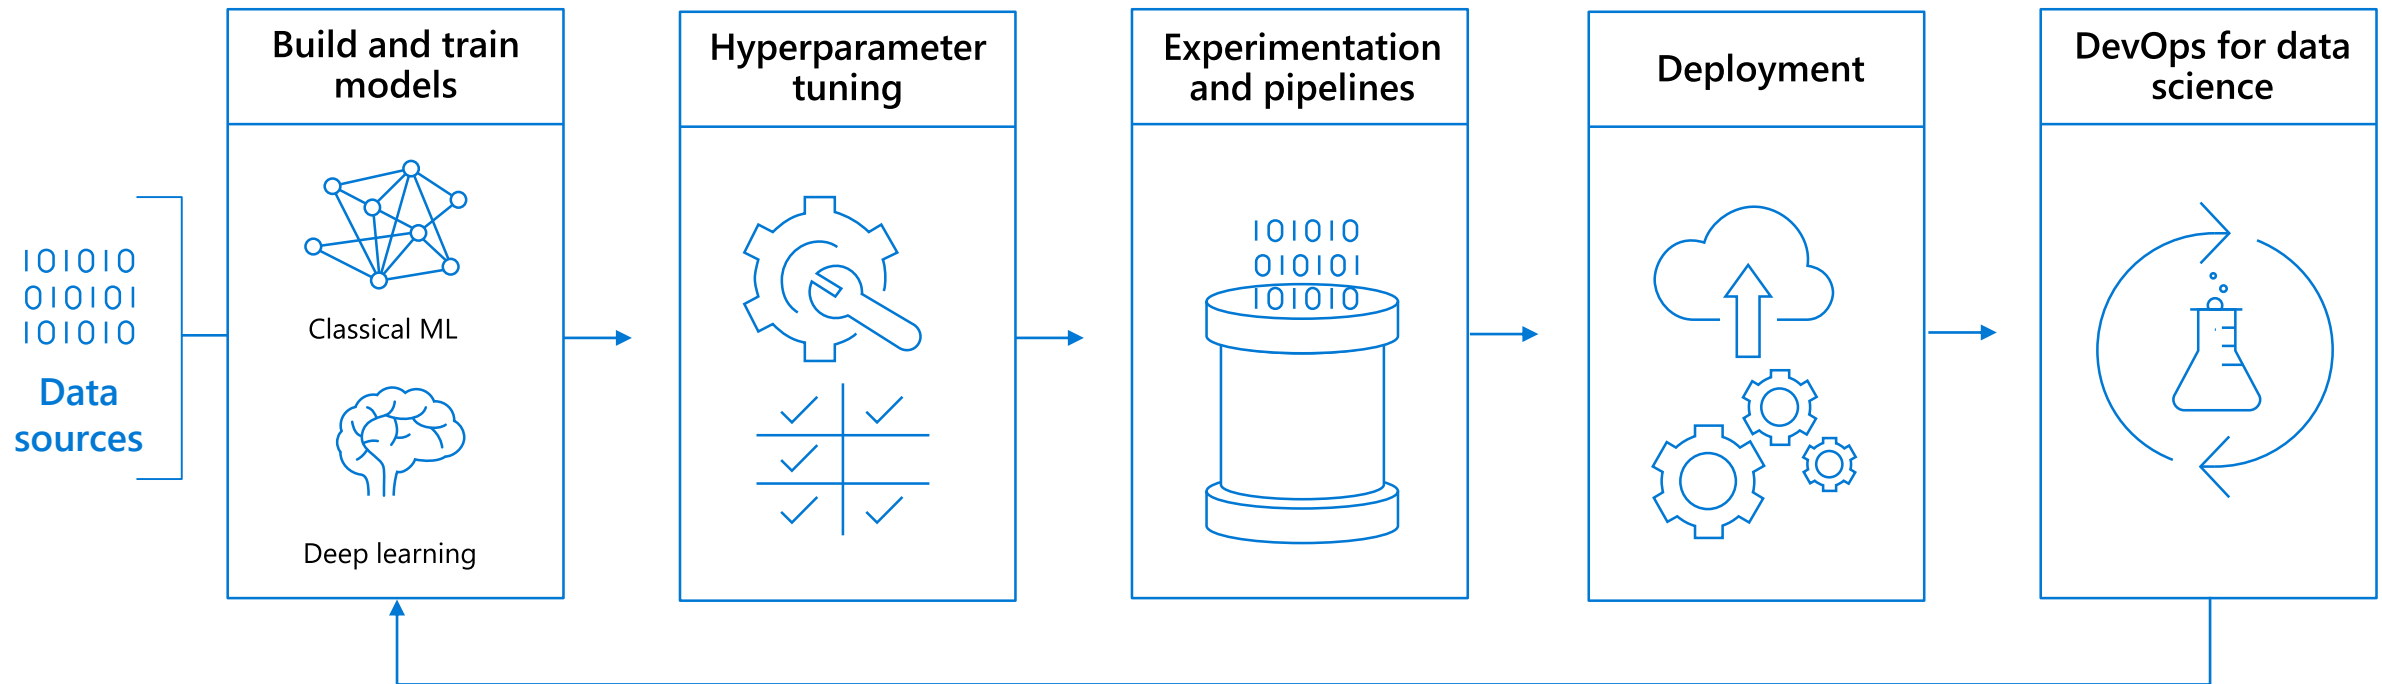 101010
010101
101010
Data
sources
Build and train
models
Classical ML
Deep learning
Hyperparameter
tuning
Experimentation
and pipelines
101010
010101
101010
Deployment
DevOps for data
science